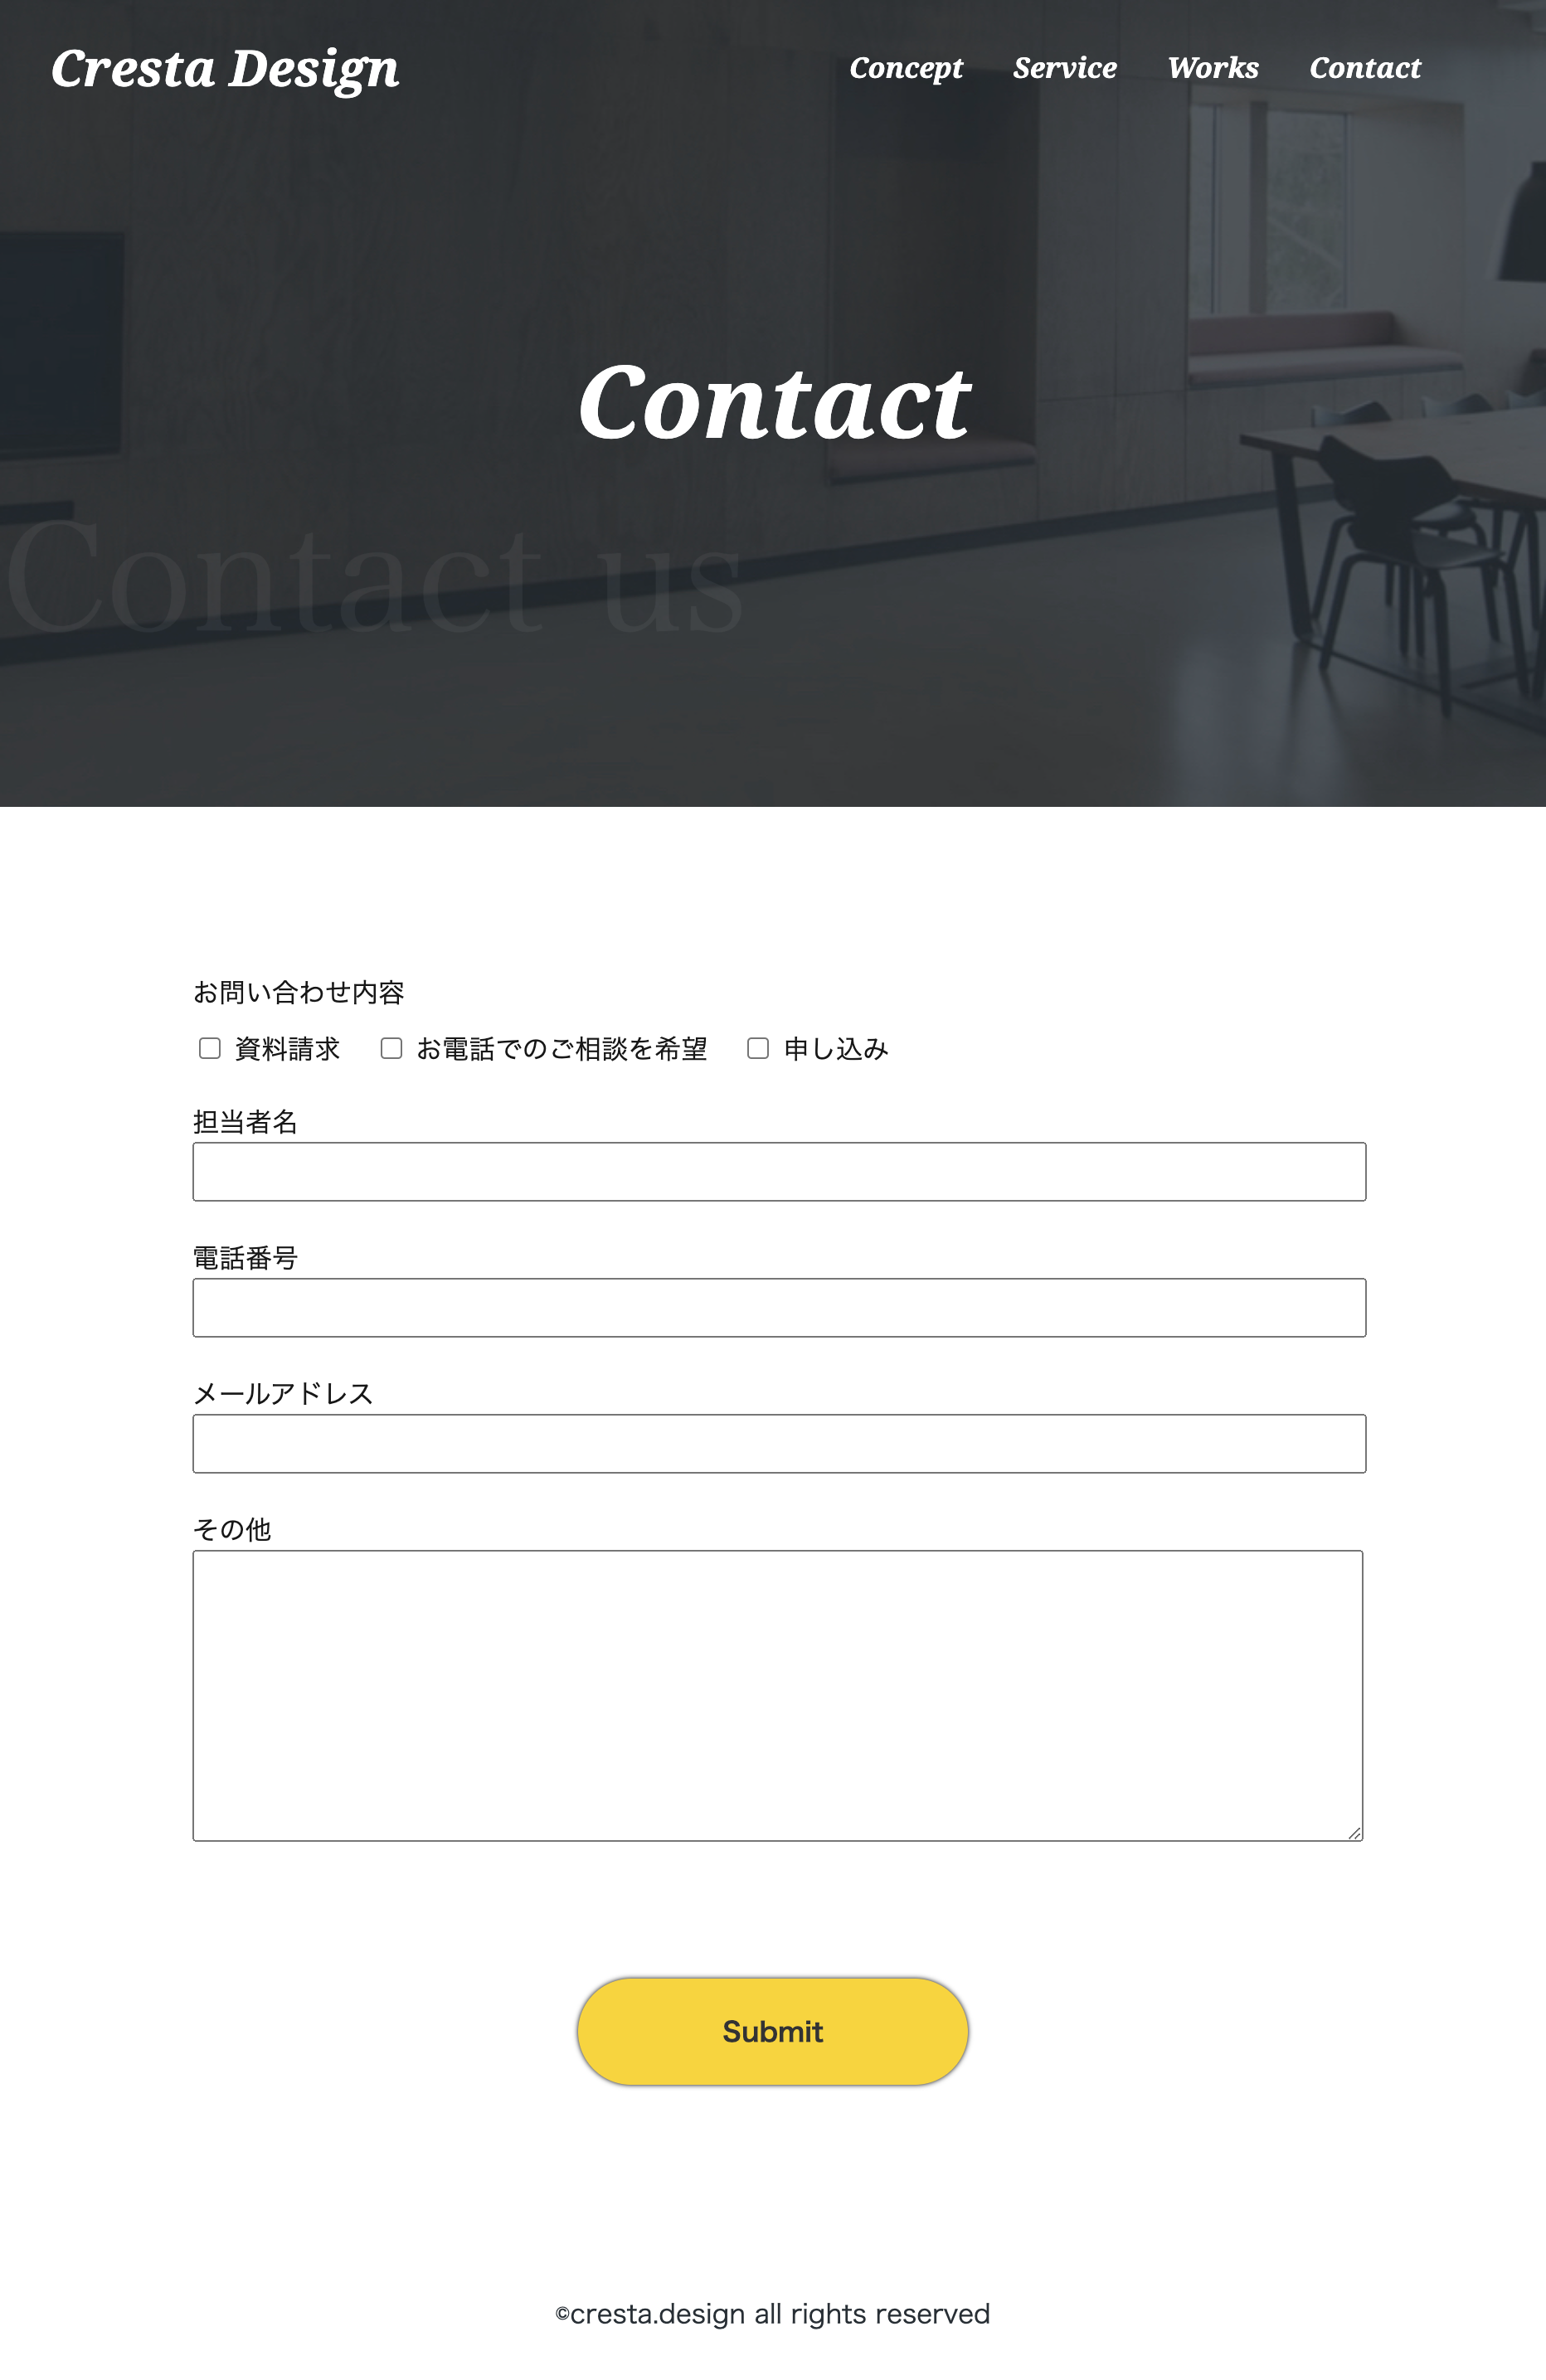 Cresta Design Concept Service Works Contact
Contact
Contact us
お問い合わせ内容
資料請求 お電話でのご相談を希望 申し込み
担当者名
電話番号
メールアドレス
その他
Submit
©cresta.design all rights reserved